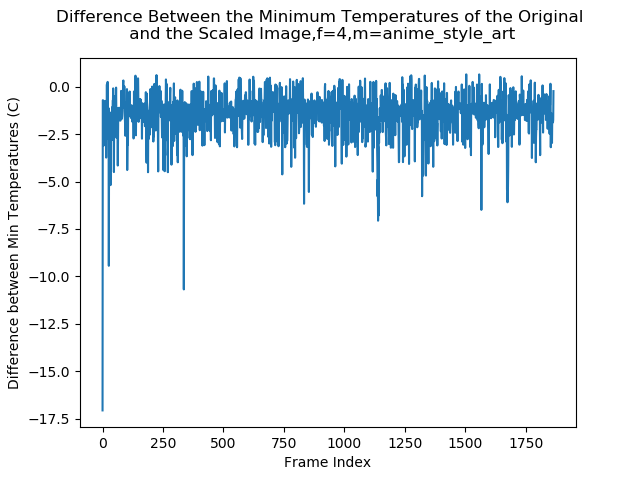 Difference Between the Minimum Temperatures of the Original
and the Scaled Image,f=4,m=anime_style_art
Difference between Min Temperatures (C)
0.0
−2.5
−5.0
−7.5
−10.0
−12.5
−15.0
−17.5
0 250 500 750 1000 1250 1500 1750
Frame Index